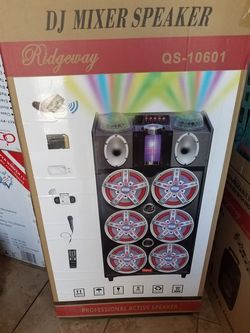 DJ MIXER SPEAKER
Ridgeway
QS-10601
PROFESSIONAL ACTIVE SPEAKER